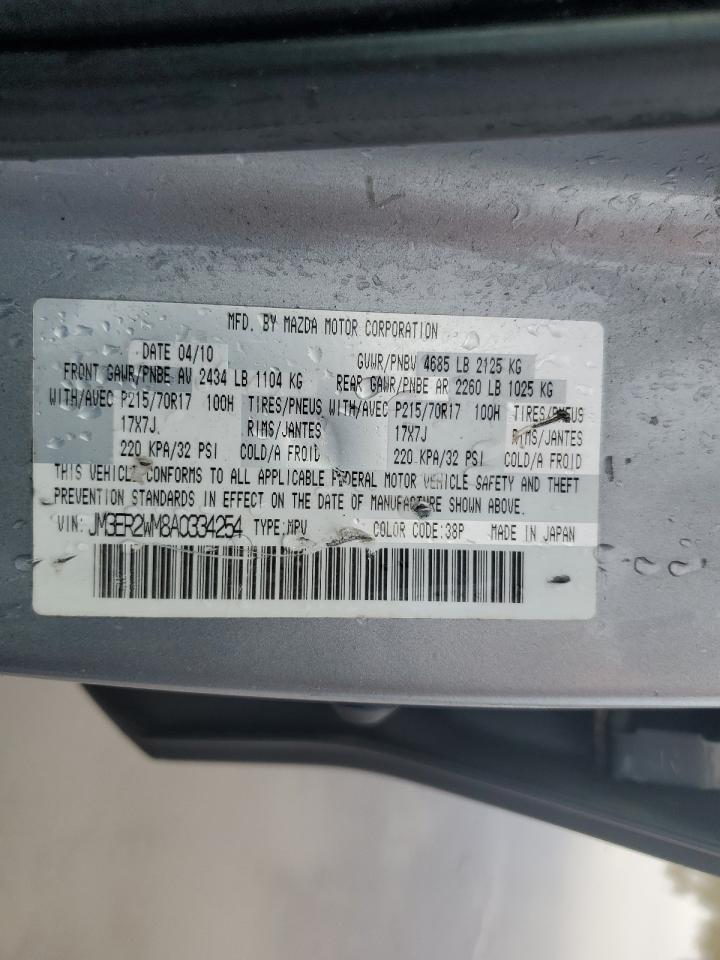 MFD. BY MAZDA MOTOR CORPORATION
DATE 04/10 GVWR/PNBV 4685 LB 2125 KG
FRONT GAWR/PNBE AV 2434 LB 1104 KG REAR GAWR/PNBE AR 2260 LB 1025 KG
WITH/AVEC P215/70R17 100H TIRES/PNEUS WITH/AVEC P215/70R17 100H TIRES/PNEUS
17X7J RIMS/JANTES 17X7J RIMS/JANTES
220 KPA/32 PSI COLD/A FROID 220 KPA/32 PSI COLD/A FROID
THIS VEHICLE CONFORMS TO ALL APPLICABLE FEDERAL MOTOR VEHICLE SAFETY AND THEFT
PREVENTION STANDARDS IN EFFECT ON THE DATE OF MANUFACTURE SHOWN ABOVE.
VIN: JM3ER2WM8A0334254 TYPE:MPV COLOR CODE:38P MADE IN JAPAN